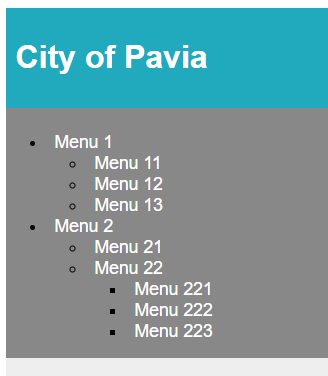 City of Pavia
Menu 1
Menu 11
Menu 12
Menu 13
Menu 2
Menu 21
Menu 22
Menu 221
Menu 222
Menu 223